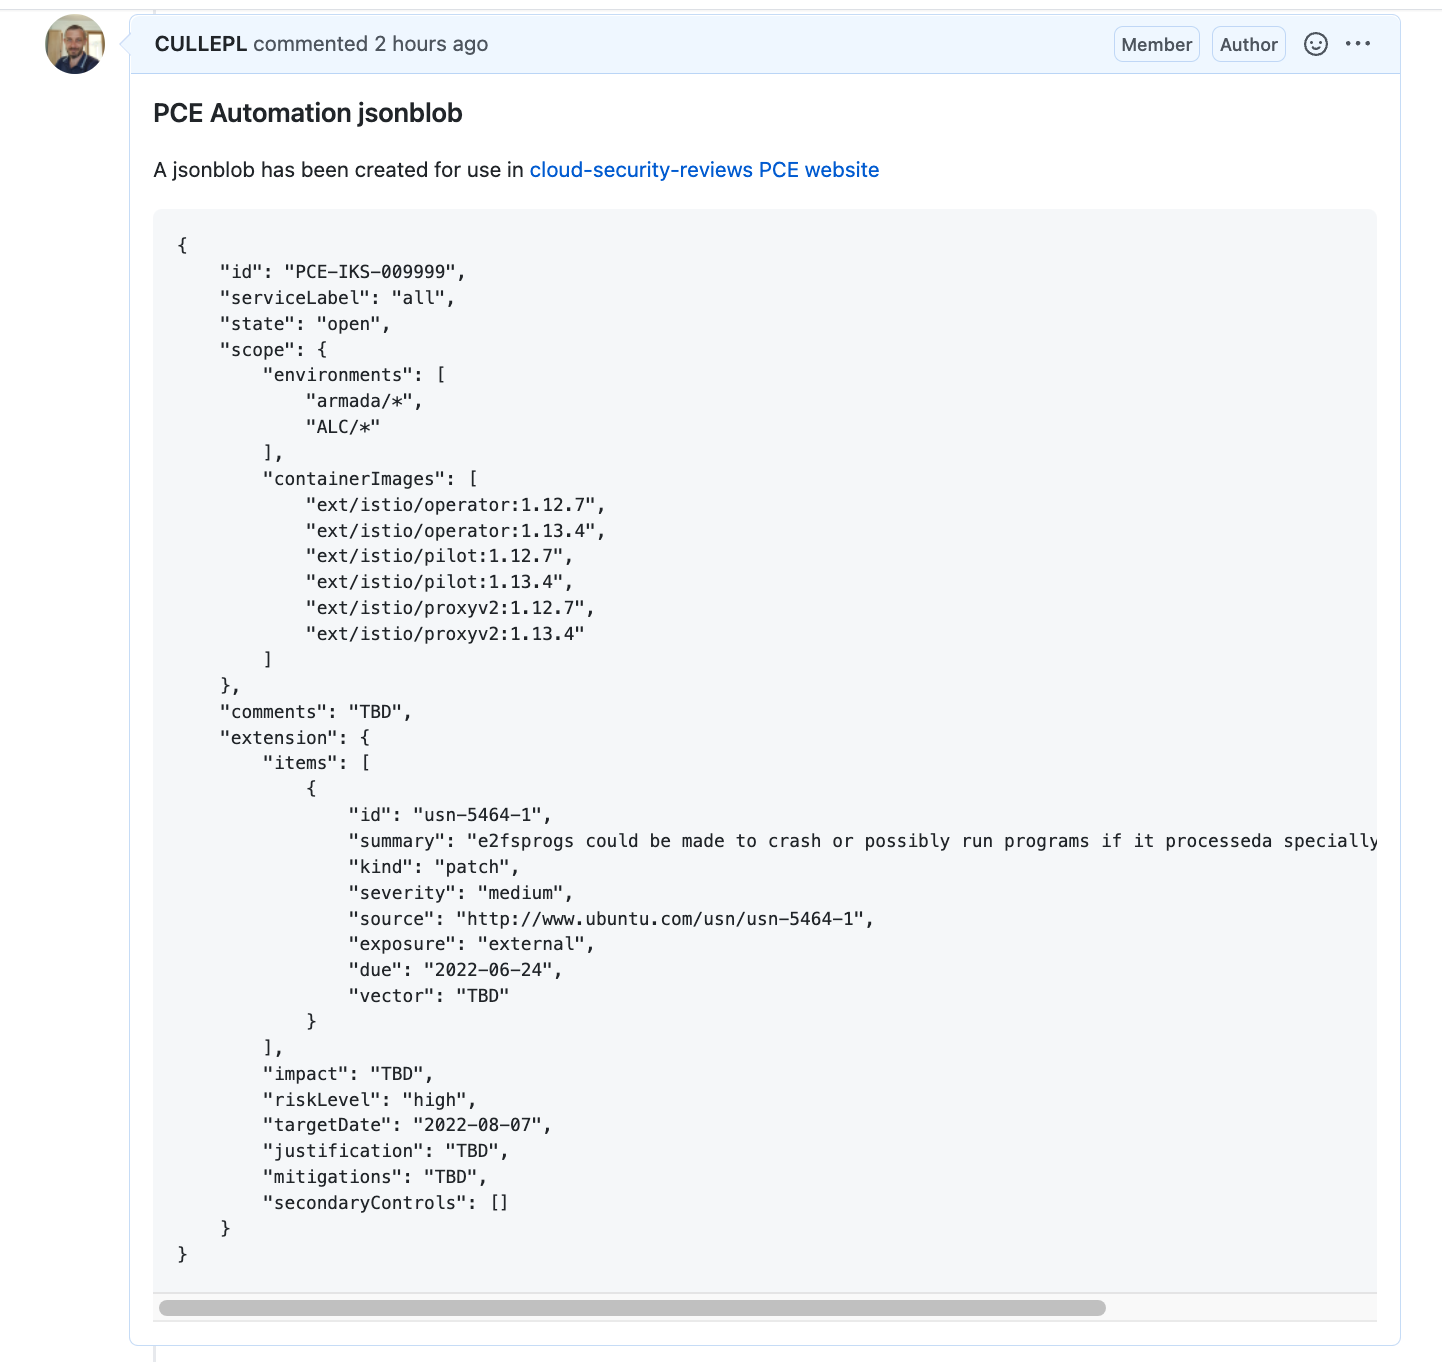 CULLEPL commented 2 hours ago
Member
Author
PCE Automation jsonblob
A jsonblob has been created for use in cloud-security-reviews PCE website
{
    "id": "PCE-IKS-009999",
    "serviceLabel": "all",
    "state": "open",
    "scope": {
        "environments": [
            "armada/*",
            "ALC/*"
        ],
        "containerImages": [
            "ext/istio/operator:1.12.7",
            "ext/istio/operator:1.13.4",
            "ext/istio/pilot:1.12.7",
            "ext/istio/pilot:1.13.4",
            "ext/istio/proxyv2:1.12.7",
            "ext/istio/proxyv2:1.13.4"
        ]
    },
    "comments": "TBD",
    "extension": {
        "items": [
            {
                "id": "usn-5464-1",
                "summary": "e2fsprogs could be made to crash or possibly run programs if it processeda specially
                "kind": "patch",
                "severity": "medium",
                "source": "http://www.ubuntu.com/usn/usn-5464-1",
                "exposure": "external",
                "due": "2022-06-24",
                "vector": "TBD"
            }
        ],
        "impact": "TBD",
        "riskLevel": "high",
        "targetDate": "2022-08-07",
        "justification": "TBD",
        "mitigations": "TBD",
        "secondaryControls": []
    }
}